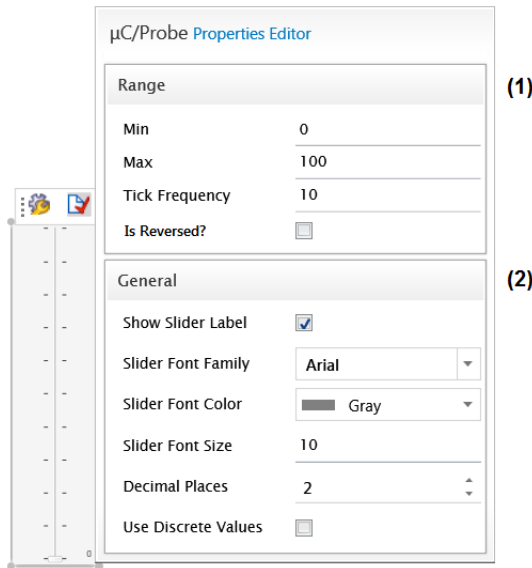 µC/Probe Properties Editor
Range
(1)
Min 0
Max 100
Tick Frequency 10
Is Reversed?
General
(2)
Show Slider Label
Slider Font Family Arial
Slider Font Color Gray
Slider Font Size 10
Decimal Places 2
Use Discrete Values
0